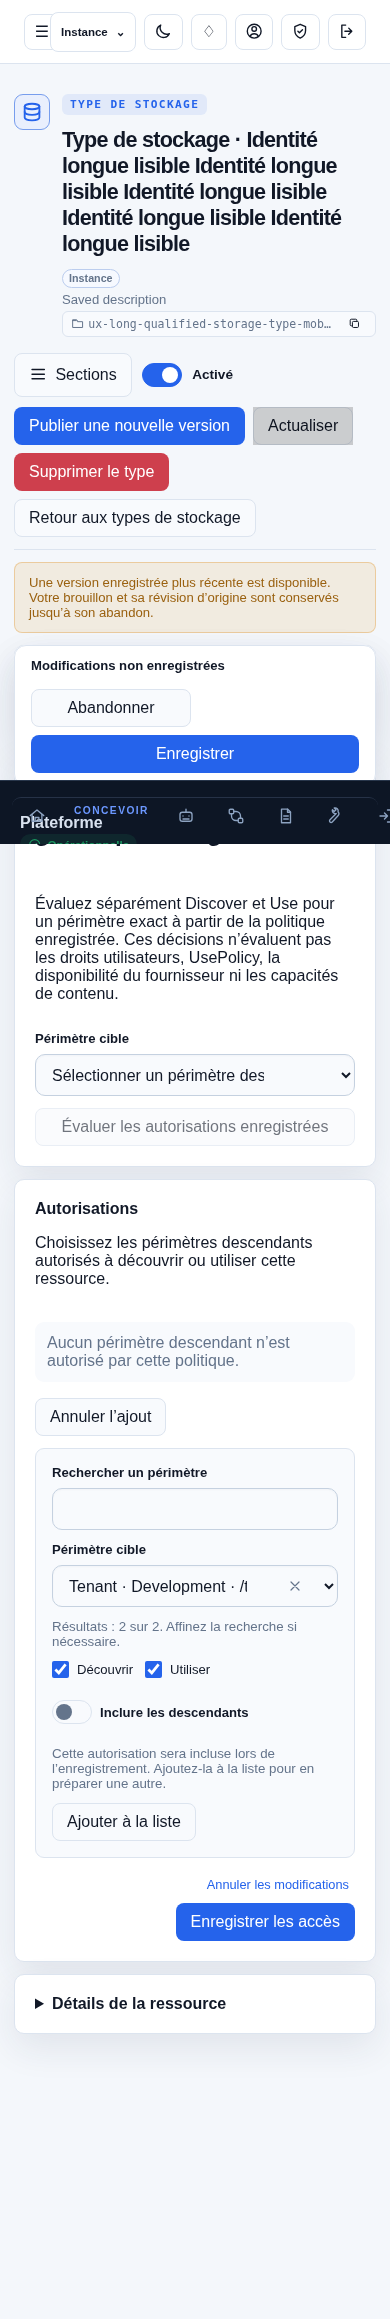 Instance
TYPE DE STOCKAGE
Type de stockage · Identité
longue lisible Identité longue
lisible Identité longue lisible
Identité longue lisible Identité
longue lisible
Instance
Saved description
ux-long-qualified-storage-type-mob…
Sections
Activé
Publier une nouvelle version
Actualiser
Supprimer le type
Retour aux types de stockage
Une version enregistrée plus récente est disponible.
Votre brouillon et sa révision d’origine sont conservés
jusqu’à son abandon.
Modifications non enregistrées
Abandonner
Enregistrer
CONCEVOIR
Plateforme
Évaluez séparément Discover et Use pour
un périmètre exact à partir de la politique
enregistrée. Ces décisions n’évaluent pas
les droits utilisateurs, UsePolicy, la
disponibilité du fournisseur ni les capacités
de contenu.
Périmètre cible
Sélectionner un périmètre des
Évaluer les autorisations enregistrées
Autorisations
Choisissez les périmètres descendants
autorisés à découvrir ou utiliser cette
ressource.
Aucun périmètre descendant n’est
autorisé par cette politique.
Annuler l’ajout
Rechercher un périmètre
Périmètre cible
Tenant · Development · /t
Résultats : 2 sur 2. Affinez la recherche si
nécessaire.
Découvrir
Utiliser
Inclure les descendants
Cette autorisation sera incluse lors de
l’enregistrement. Ajoutez-la à la liste pour en
préparer une autre.
Ajouter à la liste
Annuler les modifications
Enregistrer les accès
Détails de la ressource